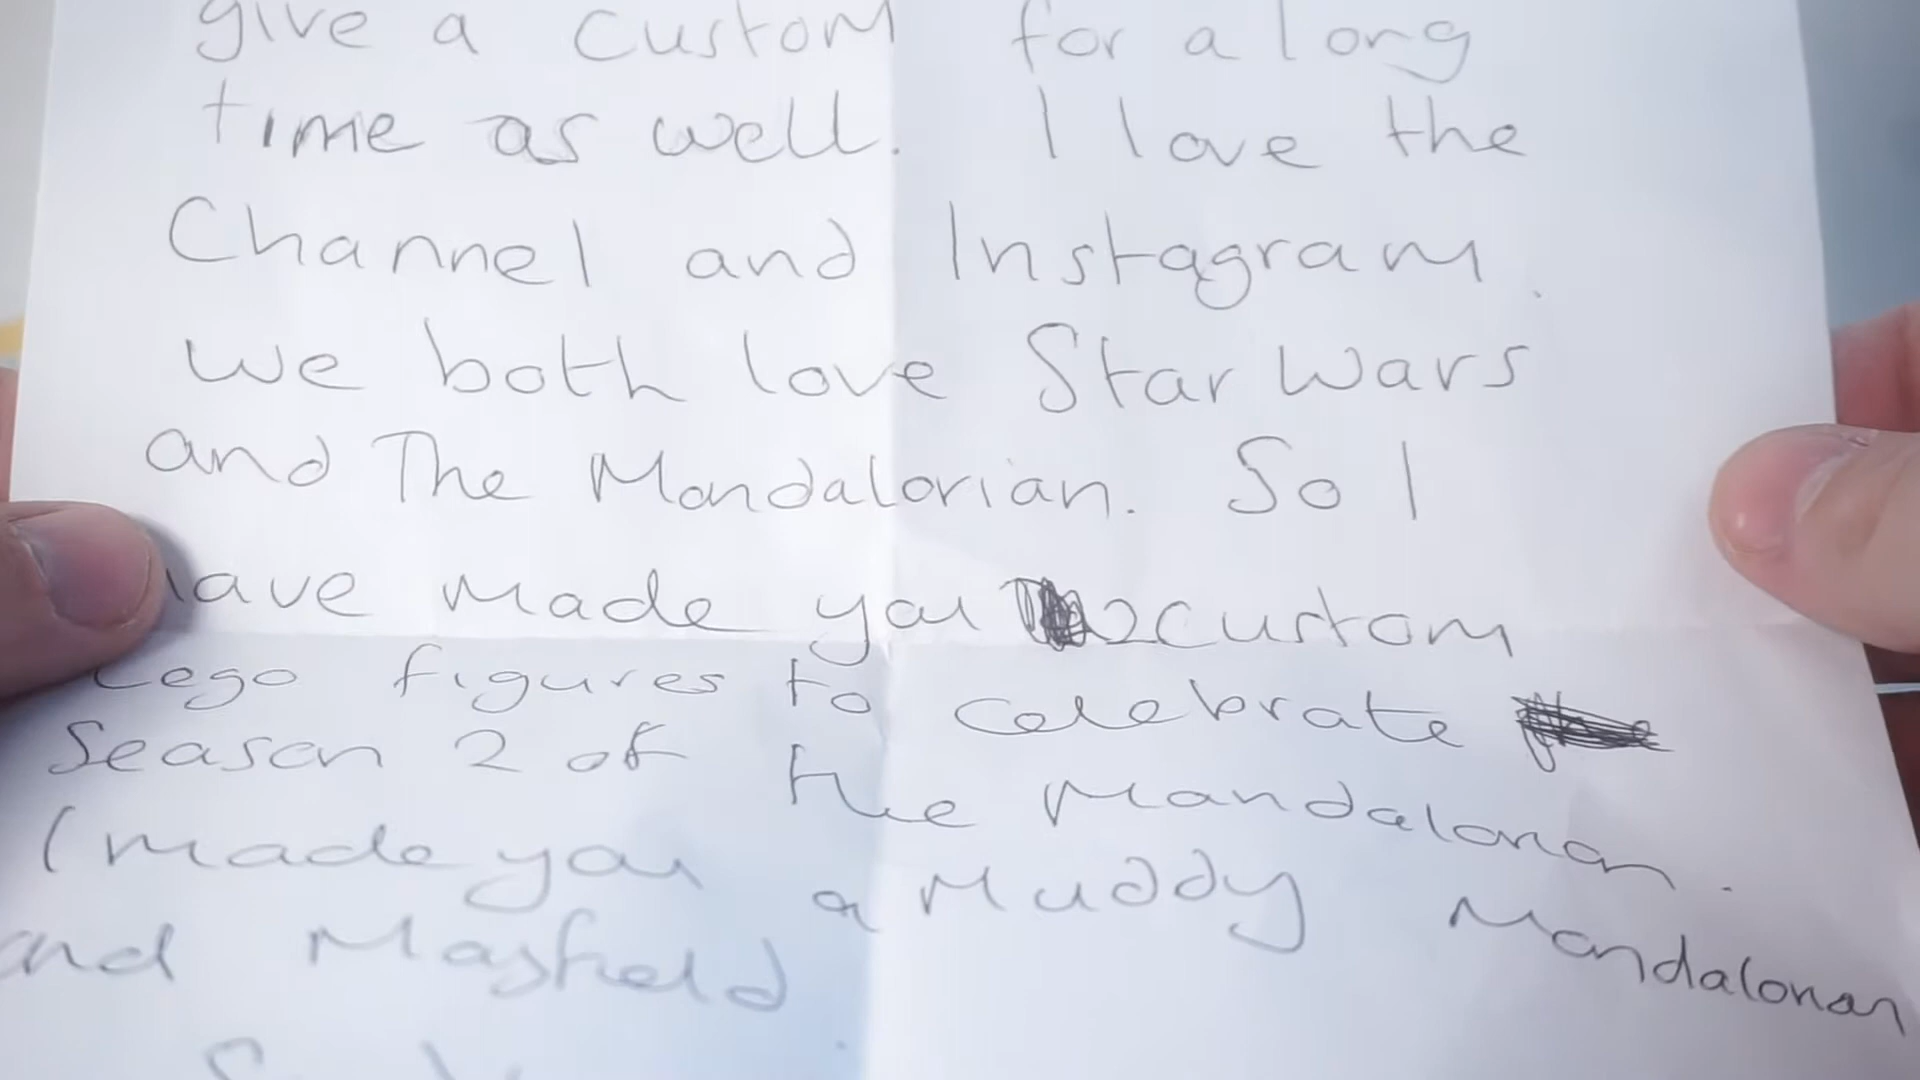 give a custom for a long
time as well. I love the
Channel and Instagram.
we both love Star Wars
and The Mandalorian. So I
have made you 2 custom
Lego figures to celebrate
Season 2 of the Mandalorian.
I made you a Muddy Mandalorian
and Mayfield